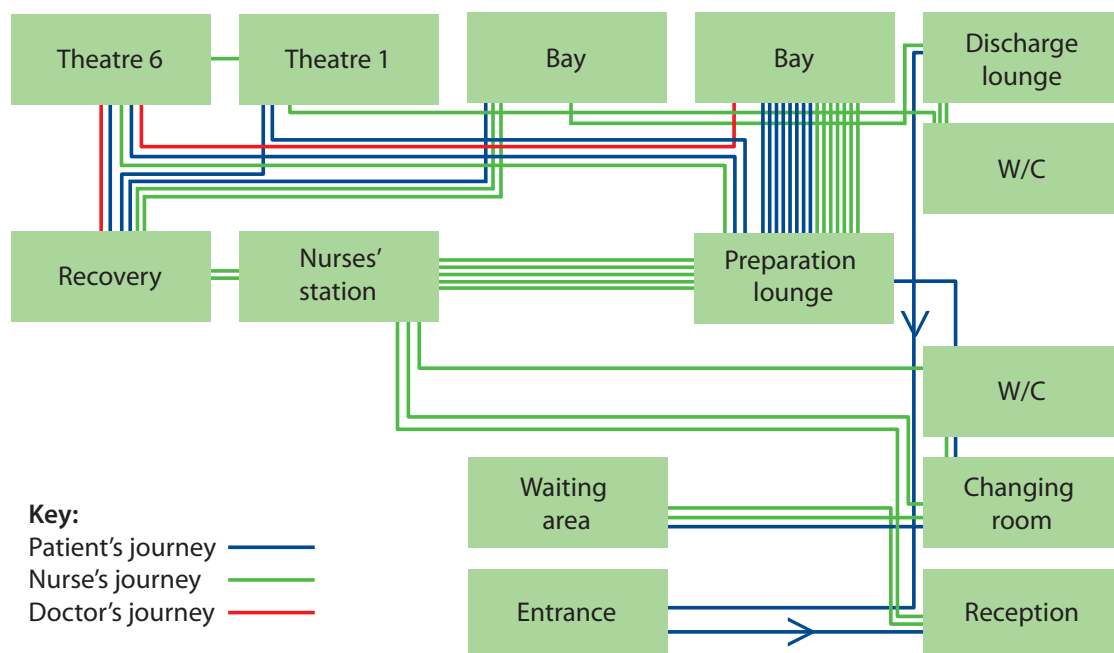 Theatre 6
Theatre 1
Bay
Bay
Discharge
lounge
W/C
Recovery
Nurses’
station
Preparation
lounge
W/C
Waiting
area
Changing
room
Entrance
Reception
Key:
Patient’s journey
Nurse’s journey
Doctor’s journey